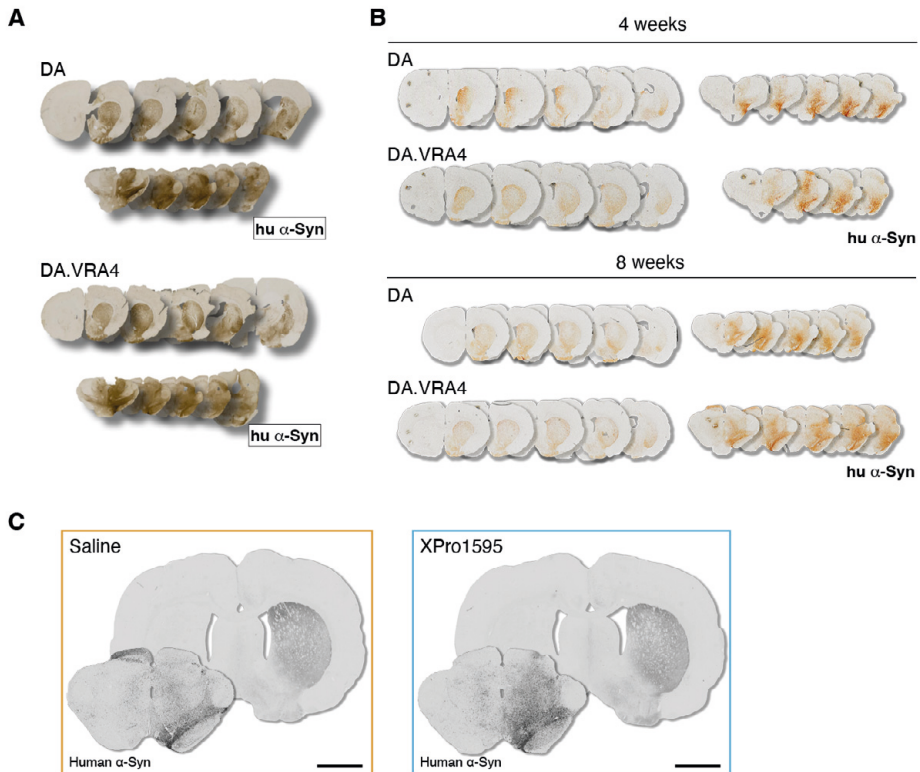 A
DA
hu α-Syn
DA.VRA4
hu α-Syn
B
4 weeks
DA
DA.VRA4
hu α-Syn
8 weeks
DA
DA.VRA4
hu α-Syn
C
Saline
Human α-Syn
XPro1595
Human α-Syn